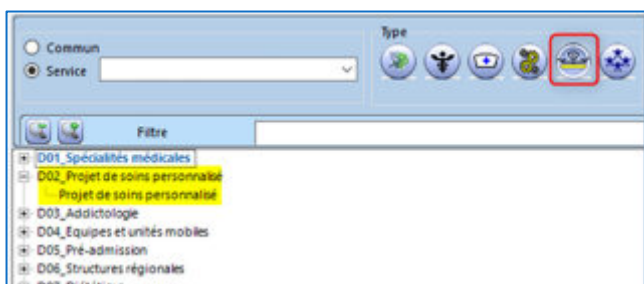 Type
Commun
Service
Filtre
D01_Spécialités médicales
D02_Projet de soins personnalisé
Projet de soins personnalisé
D03_Addictologie
D04_Equipes et unités mobiles
D05_Pré-admission
D06_Structures régionales